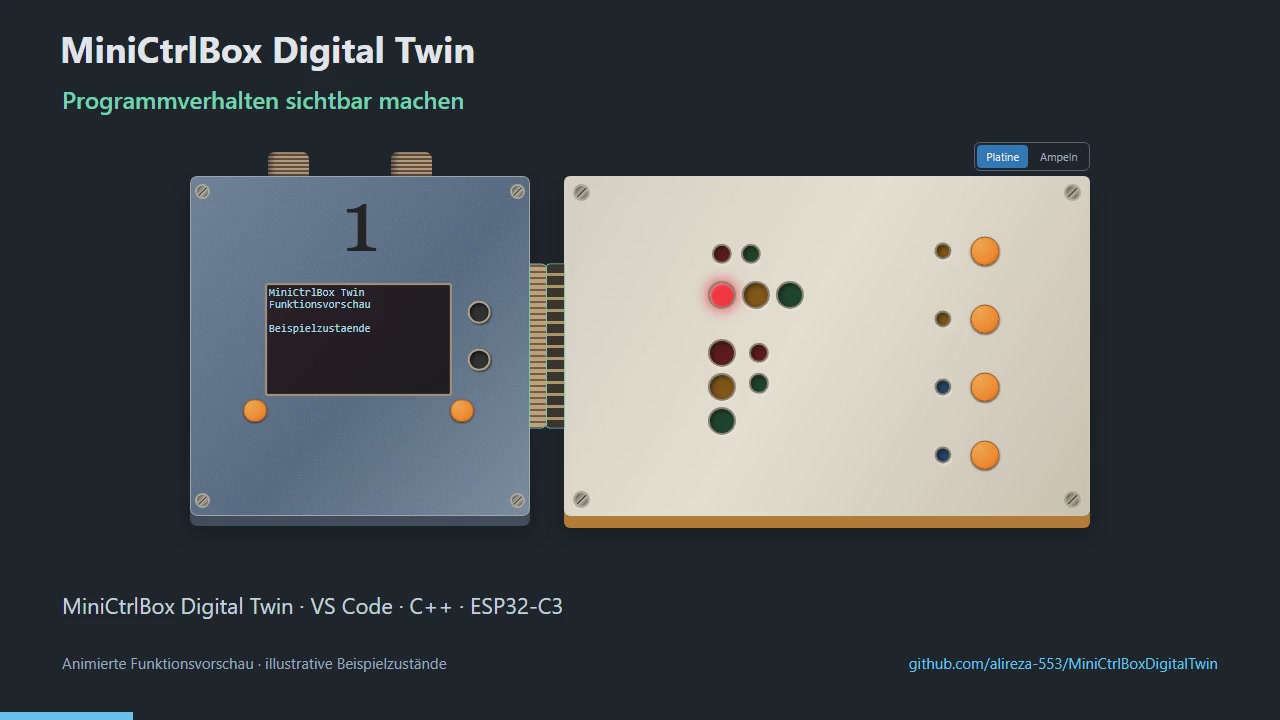 MiniCtrlBox Digital Twin
Programmverhalten sichtbar machen
Platine
Ampeln
1
MiniCtrlBox Twin
Funktionsvorschau
Beispielzustaende
MiniCtrlBox Digital Twin · VS Code · C++ · ESP32-C3
Animierte Funktionsvorschau · illustrative Beispielzustände
github.com/alireza-553/MiniCtrlBoxDigitalTwin